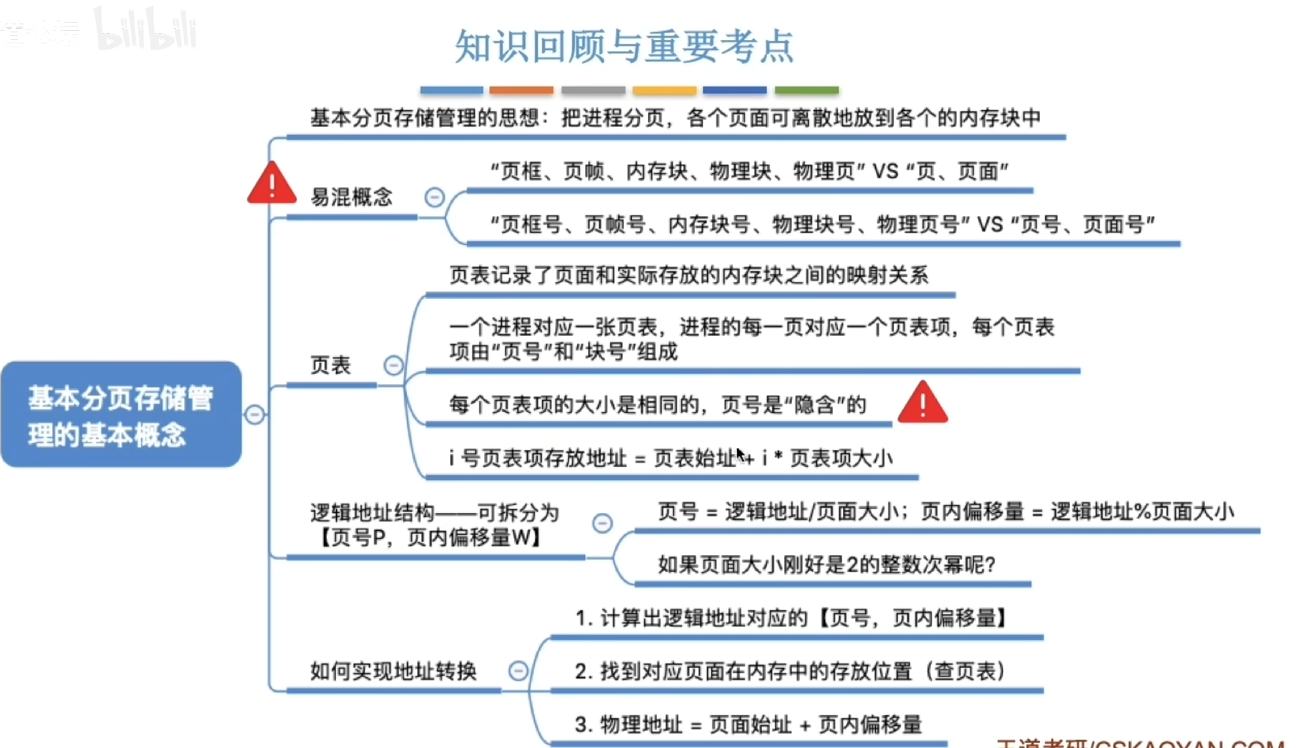 bilibili
知识回顾与重要考点
基本分页存储管理的思想：把进程分页，各个页面可离散地放到各个的内存块中
易混概念
“页框、页帧、内存块、物理块、物理页” VS “页、页面”
“页框号、页帧号、内存块号、物理块号、物理页号” VS “页号、页面号”
页表
页表记录了页面和实际存放的内存块之间的映射关系
一个进程对应一张页表，进程的每一页对应一个页表项，每个页表
项由“页号”和“块号”组成
每个页表项的大小是相同的，页号是“隐含”的
i 号页表项存放地址 = 页表始址 + i * 页表项大小
基本分页存储管
理的基本概念
逻辑地址结构——可拆分为
【页号P，页内偏移量W】
页号 = 逻辑地址/页面大小；页内偏移量 = 逻辑地址%页面大小
如果页面大小刚好是2的整数次幂呢？
如何实现地址转换
1. 计算出逻辑地址对应的【页号，页内偏移量】
2. 找到对应页面在内存中的存放位置（查页表）
3. 物理地址 = 页面始址 + 页内偏移量
王道考研/CSKAOYAN.COM